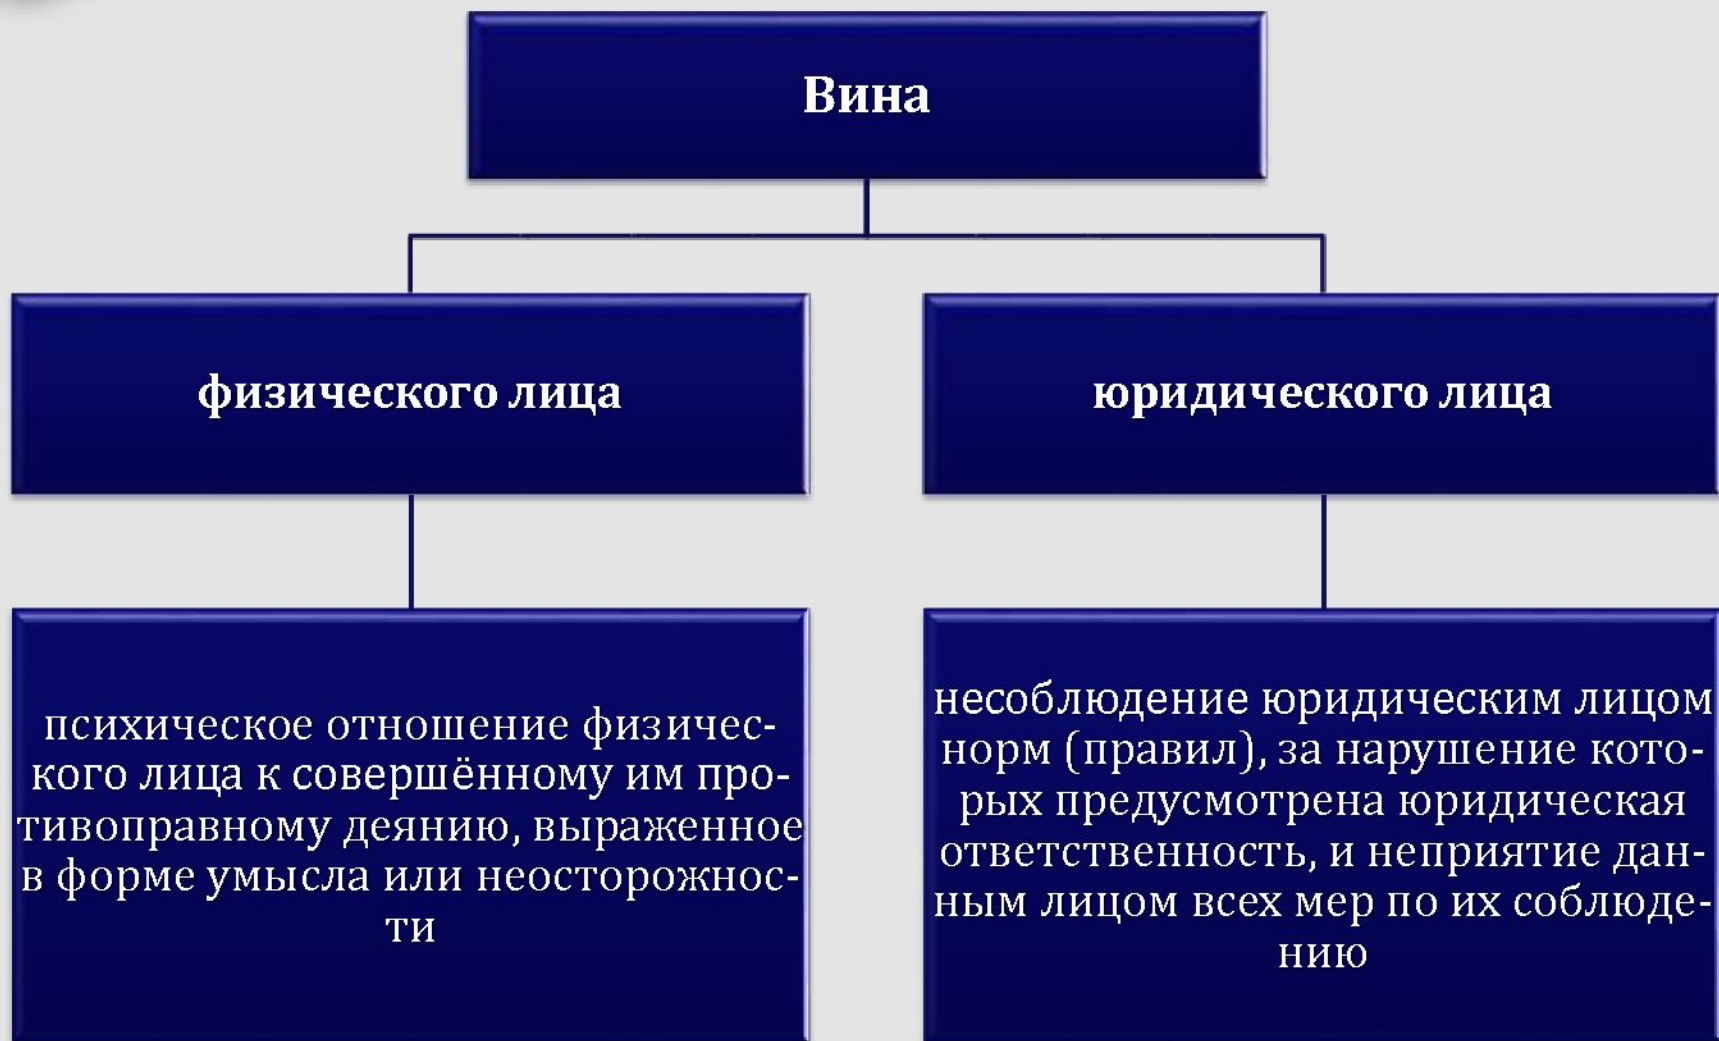 Вина
физического лица
юридического лица
психическое отношение физичес-
кого лица к совершённому им про-
тивоправному деянию, выраженное
в форме умысла или неосторожнос-
ти
несоблюдение юридическим лицом
норм (правил), за нарушение кото-
рых предусмотрена юридическая
ответственность, и неприятие дан-
ным лицом всех мер по их соблюде-
нию